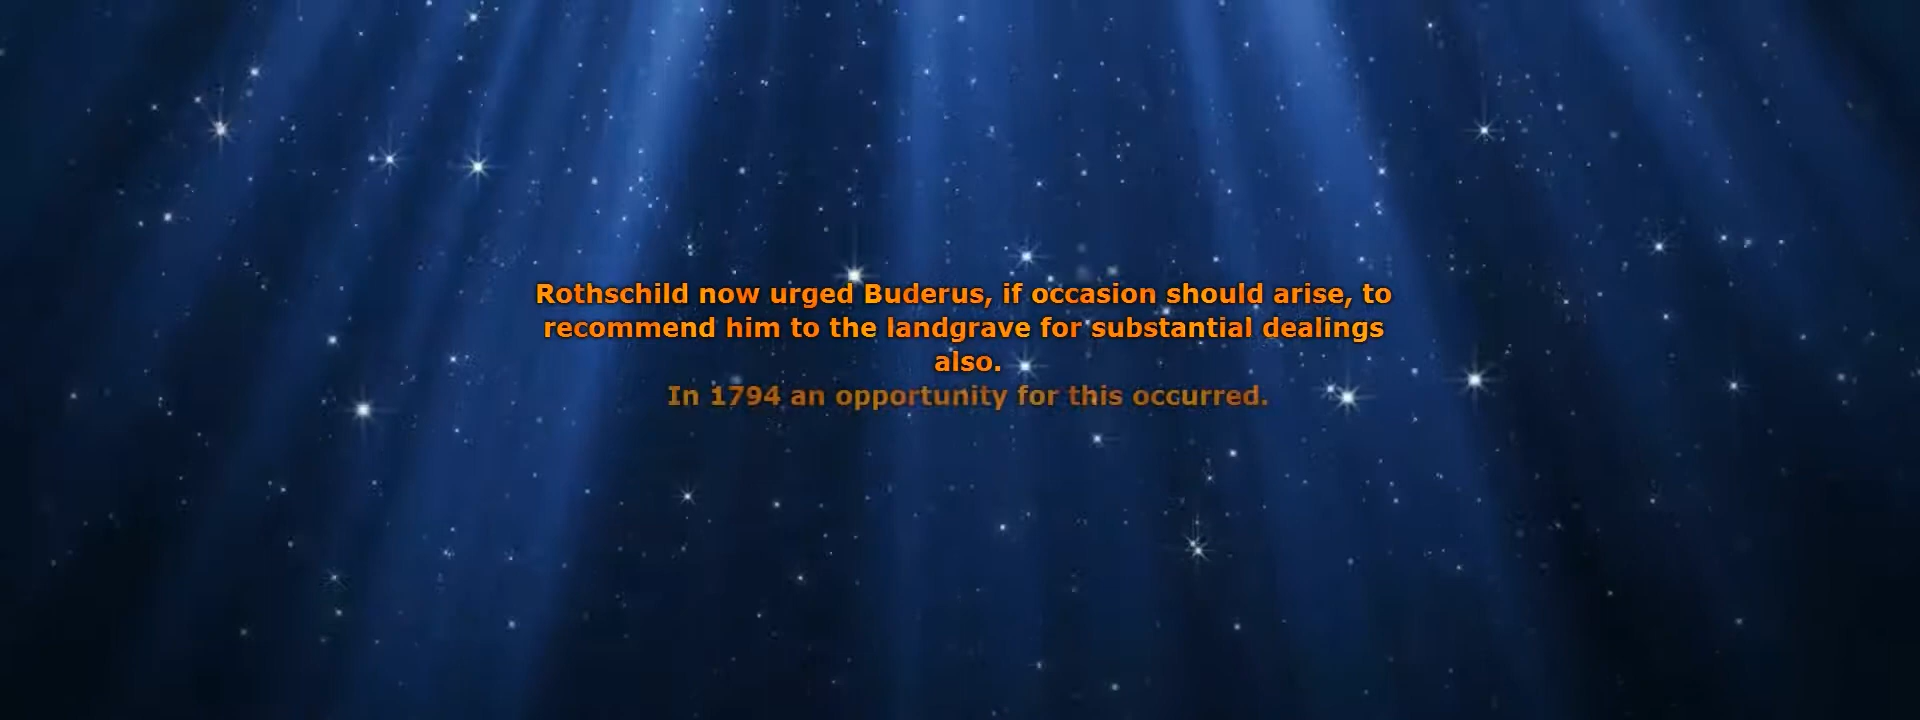 Rothschild now urged Buderus, if occasion should arise, to
recommend him to the landgrave for substantial dealings
also.
In 1794 an opportunity for this occurred.